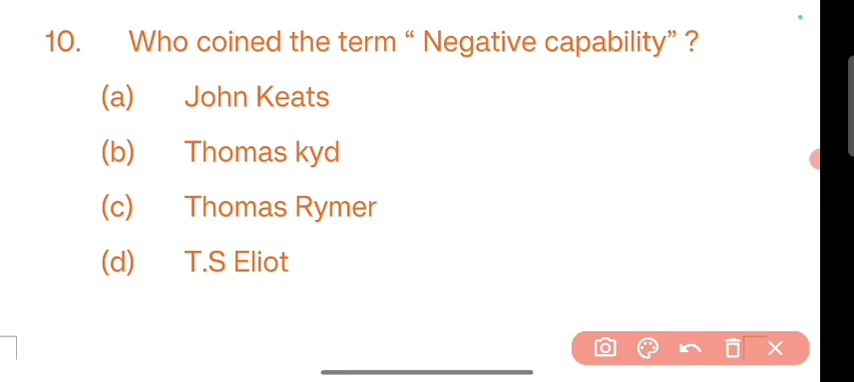 10. Who coined the term “ Negative capability” ?
(a) John Keats
(b) Thomas kyd
(c) Thomas Rymer
(d) T.S Eliot